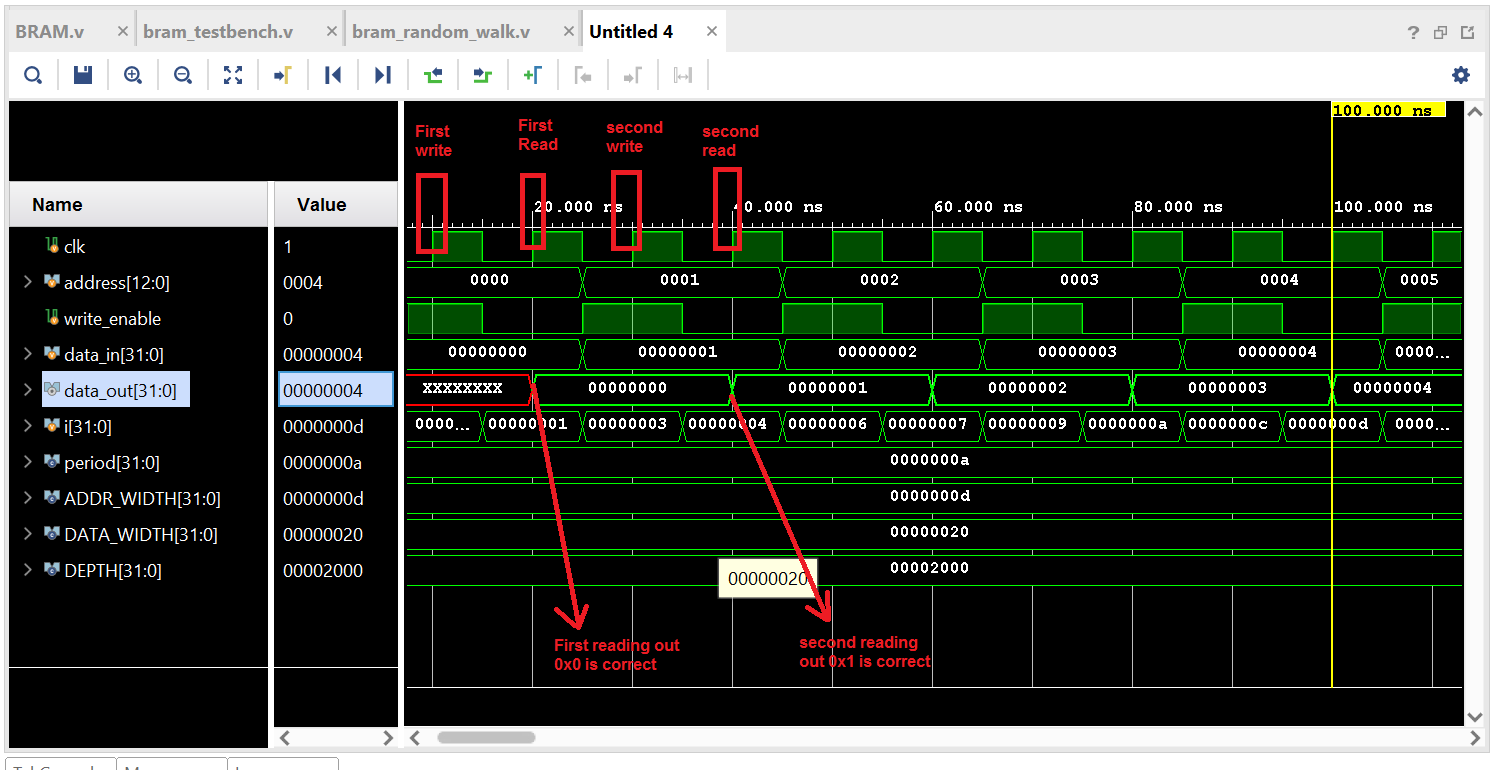 BRAM.v × bram_testbench.v × bram_random_walk.v × Untitled 4 ×
?
100.000 ns
First write
First Read
second write
second read
Name Value
20.000 ns 40.000 ns 60.000 ns 80.000 ns 100.000 ns
clk 1
address[12:0] 0004 0000 0001 0002 0003 0004 0005
write_enable 0
data_in[31:0] 00000004 00000000 00000001 00000002 00000003 00000004 0000...
data_out[31:0] 00000004 XXXXXXXX 00000000 00000001 00000002 00000003 00000004
i[31:0] 0000000d 0000... 00000001 00000003 00000004 00000006 00000007 00000009 0000000a 0000000c 0000000d 0000...
period[31:0] 0000000a 0000000a
ADDR_WIDTH[31:0] 0000000d 0000000d
DATA_WIDTH[31:0] 00000020 00000020
DEPTH[31:0] 00002000 00002000
00000020
First reading out
0x0 is correct
second reading
out 0x1 is correct